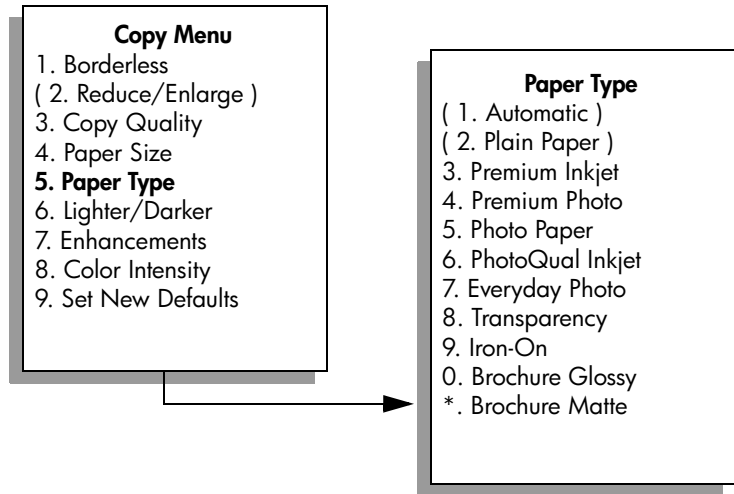 Copy Menu
1. Borderless
( 2. Reduce/Enlarge )
3. Copy Quality
4. Paper Size
5. Paper Type
6. Lighter/Darker
7. Enhancements
8. Color Intensity
9. Set New Defaults
Paper Type
( 1. Automatic )
( 2. Plain Paper )
3. Premium Inkjet
4. Premium Photo
5. Photo Paper
6. PhotoQual Inkjet
7. Everyday Photo
8. Transparency
9. Iron-On
0. Brochure Glossy
*. Brochure Matte